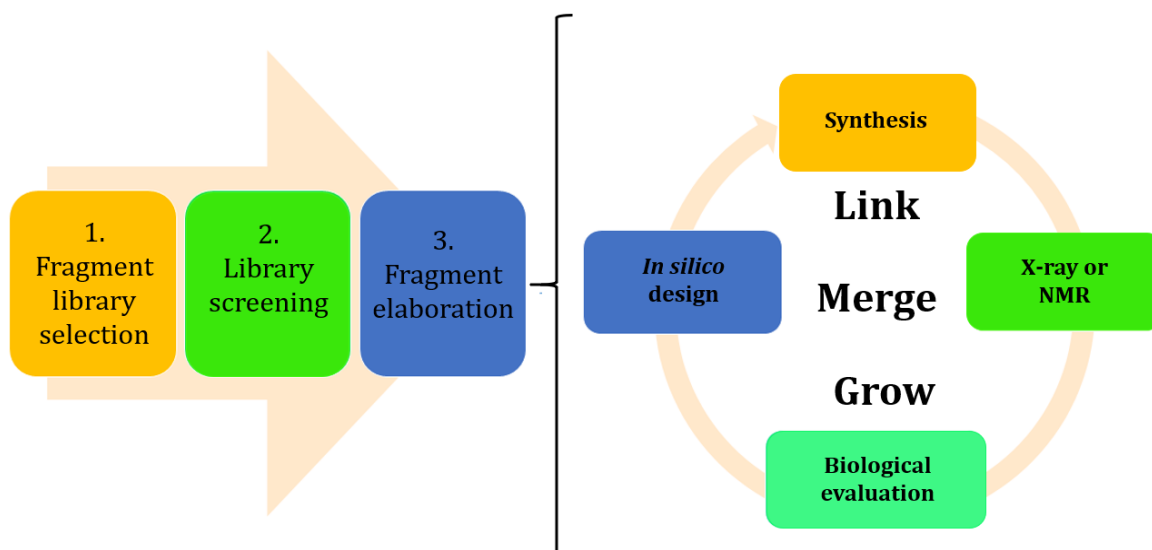 1.
Fragment
library
selection
2.
Library
screening
3.
Fragment
elaboration
Synthesis
Link
In silico
design
X-ray or
NMR
Merge
Grow
Biological
evaluation